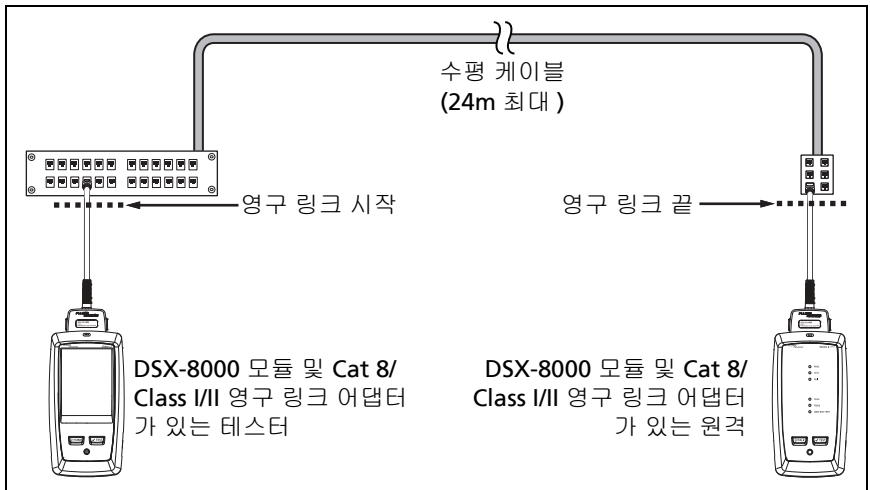 수평 케이블
(24m 최대 )
영구 링크 시작
영구 링크 끝
DSX-8000 모듈 및 Cat 8/
Class I/II 영구 링크 어댑터
가 있는 테스터
DSX-8000 모듈 및 Cat 8/
Class I/II 영구 링크 어댑터
가 있는 원격